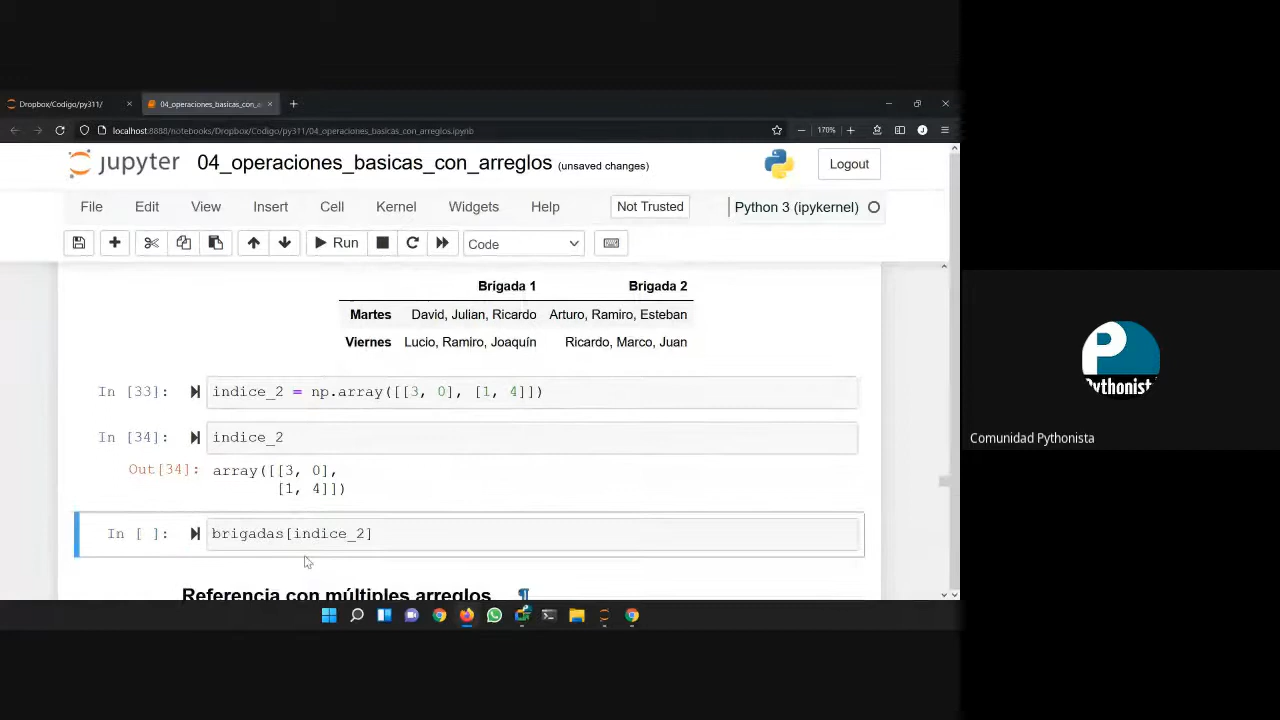 Dropbox/Codigo/py311/
04_operaciones_basicas_con_a
localhost:8888/notebooks/Dropbox/Codigo/py311/04_operaciones_basicas_con_arreglos.ipynb
170%
J
jupyter 04_operaciones_basicas_con_arreglos (unsaved changes)
Logout
File Edit View Insert Cell Kernel Widgets Help
Not Trusted
Python 3 (ipykernel)
Run
Code
Brigada 1 Brigada 2
Martes David, Julian, Ricardo Arturo, Ramiro, Esteban
Viernes Lucio, Ramiro, Joaquín Ricardo, Marco, Juan
In [33]: indice_2 = np.array([[3, 0], [1, 4]])
In [34]: indice_2
Out[34]: array([[3, 0],
[1, 4]])
In [ ]: brigadas[indice_2]
Referencia con múltiples arreglos ¶
P
Pythonist
Comunidad Pythonista